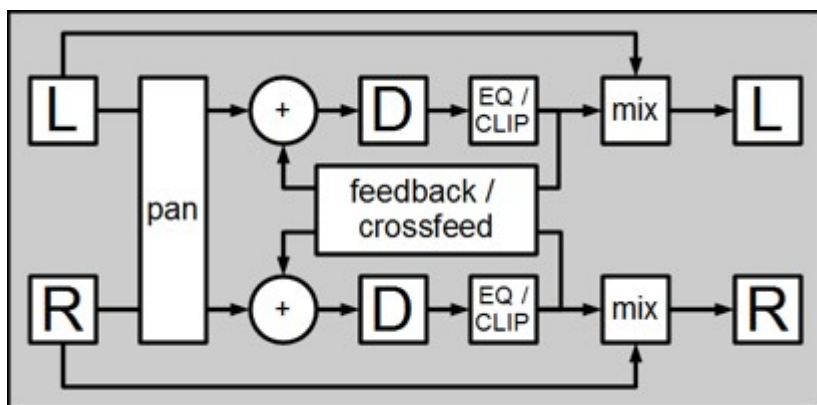 L
+
D
EQ /
CLIP
mix
L
pan
feedback /
crossfeed
R
+
D
EQ /
CLIP
mix
R